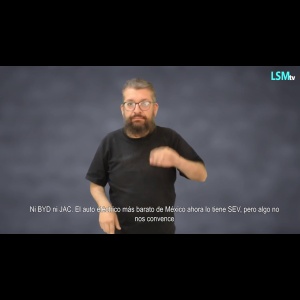 LSMtv
Ni BYD ni JAC. El auto eléctrico más barato de México ahora lo tiene SEV, pero algo no
nos convence